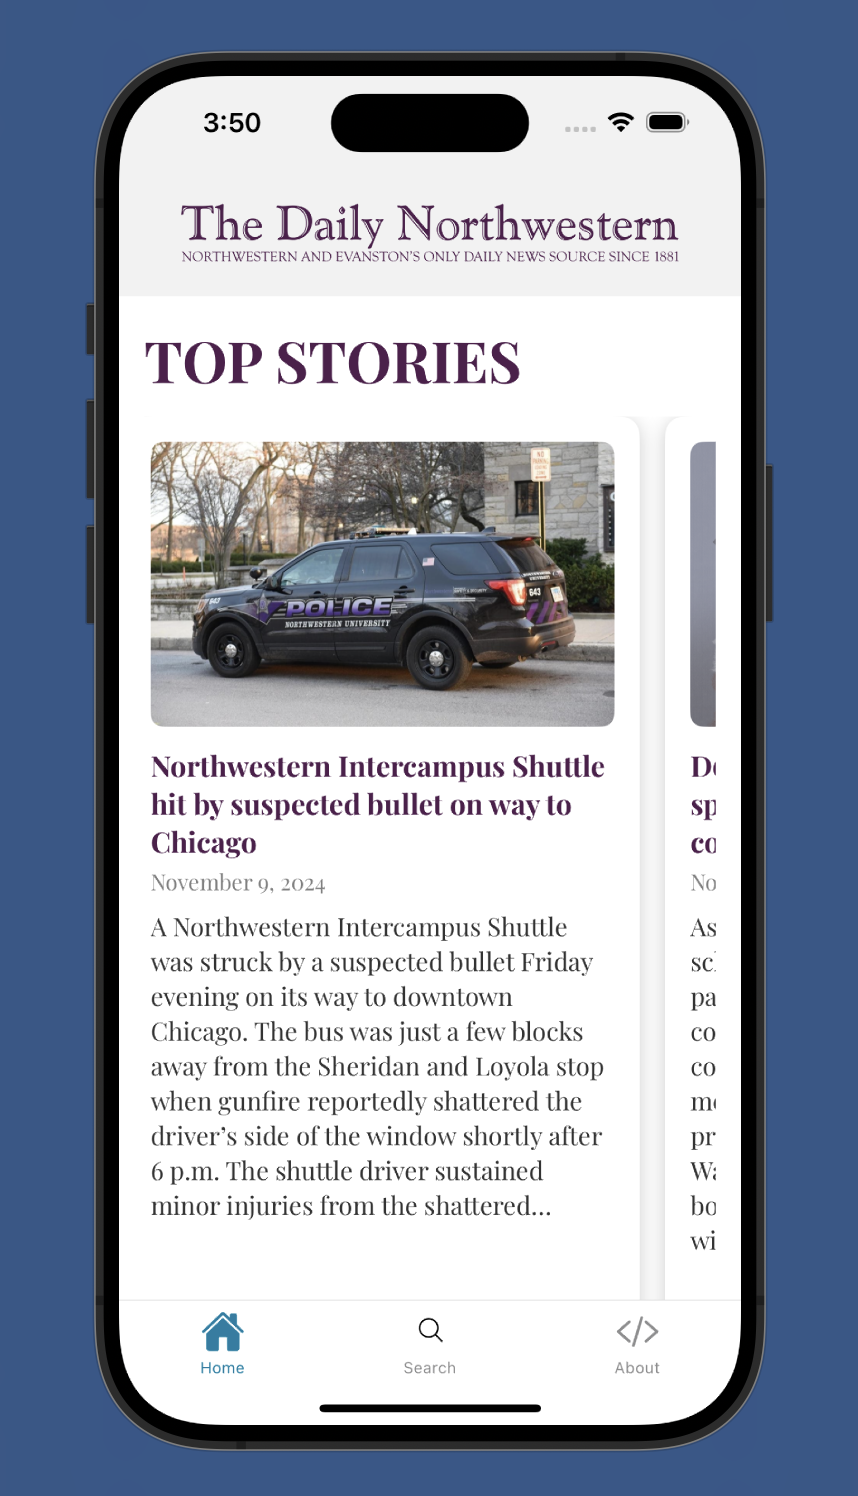 3:50
The Daily Northwestern
NORTHWESTERN AND EVANSTON'S ONLY DAILY NEWS SOURCE SINCE 1881
TOP STORIES
NO
PARKING
643
POLICE
NORTHWESTERN UNIVERSITY
643
Northwestern Intercampus Shuttle
hit by suspected bullet on way to
Chicago
November 9, 2024
A Northwestern Intercampus Shuttle
was struck by a suspected bullet Friday
evening on its way to downtown
Chicago. The bus was just a few blocks
away from the Sheridan and Loyola stop
when gunfire reportedly shattered the
driver’s side of the window shortly after
6 p.m. The shuttle driver sustained
minor injuries from the shattered...
No
As
pa
co
co
pr
bo
wi
Home
Search
About